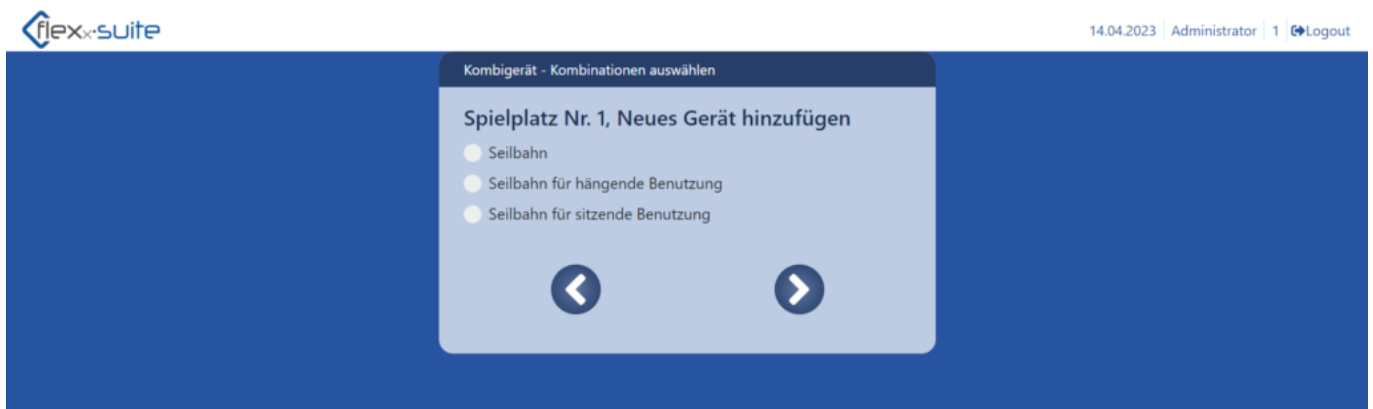 flexx·suite
14.04.2023 Administrator 1 Logout
Kombigerät - Kombinationen auswählen
Spielplatz Nr. 1, Neues Gerät hinzufügen
Seilbahn
Seilbahn für hängende Benutzung
Seilbahn für sitzende Benutzung